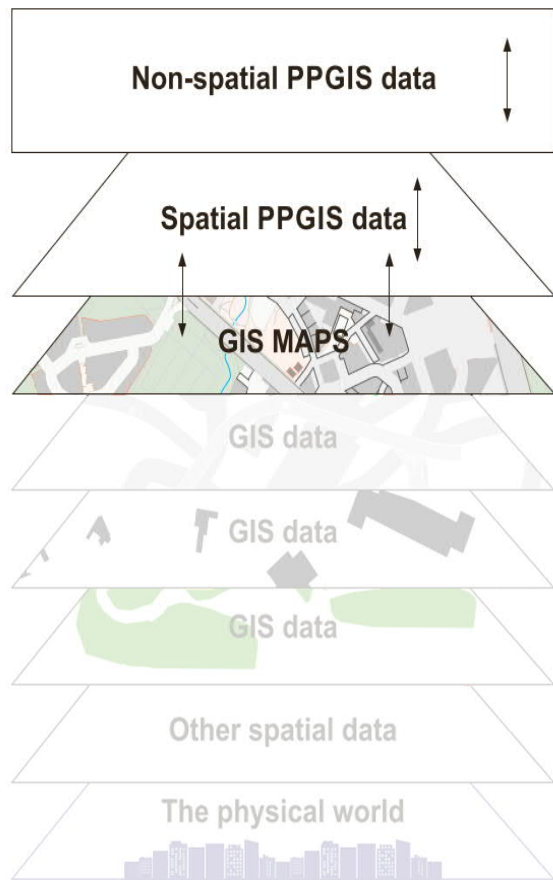 Non-spatial PPGIS data
Spatial PPGIS data
GIS MAPS
GIS data
GIS data
GIS data
Other spatial data
The physical world